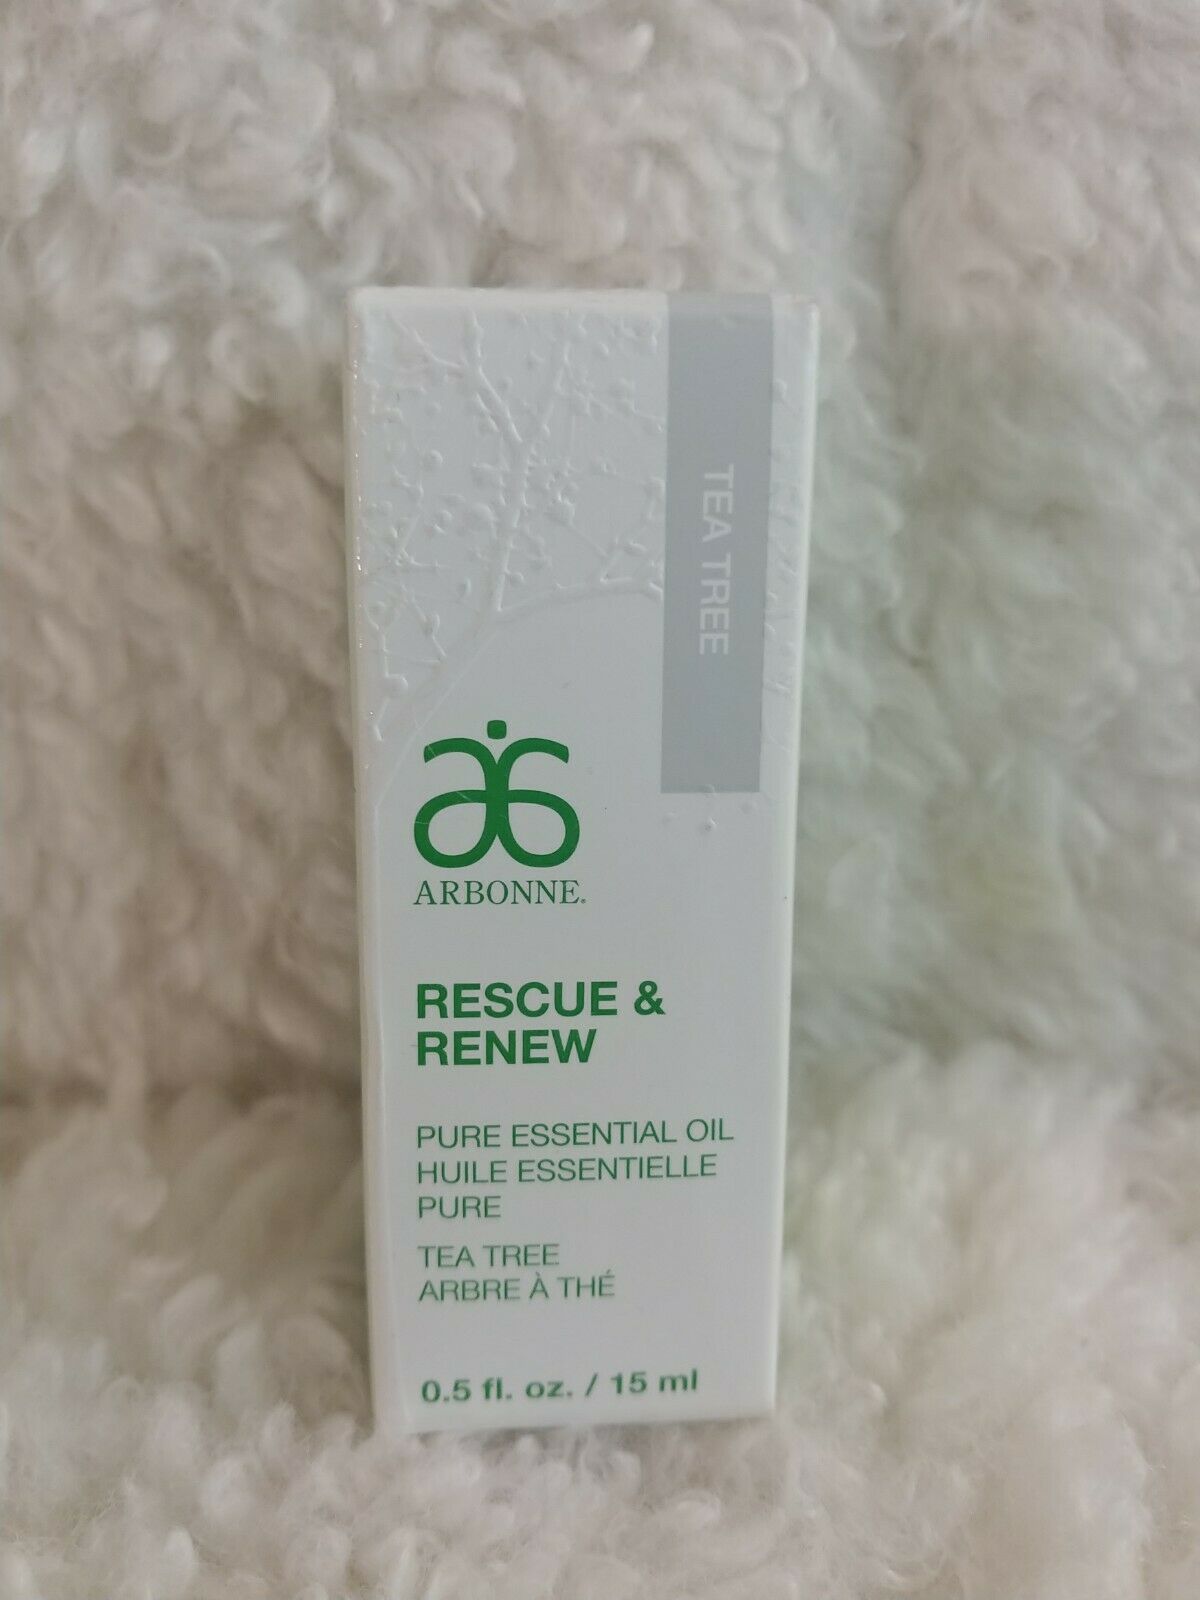 TEA TREE
ARBONNE®
RESCUE &
RENEW
PURE ESSENTIAL OIL
HUILE ESSENTIELLE
PURE
TEA TREE
ARBRE À THÉ
0.5 fl. oz. / 15 ml